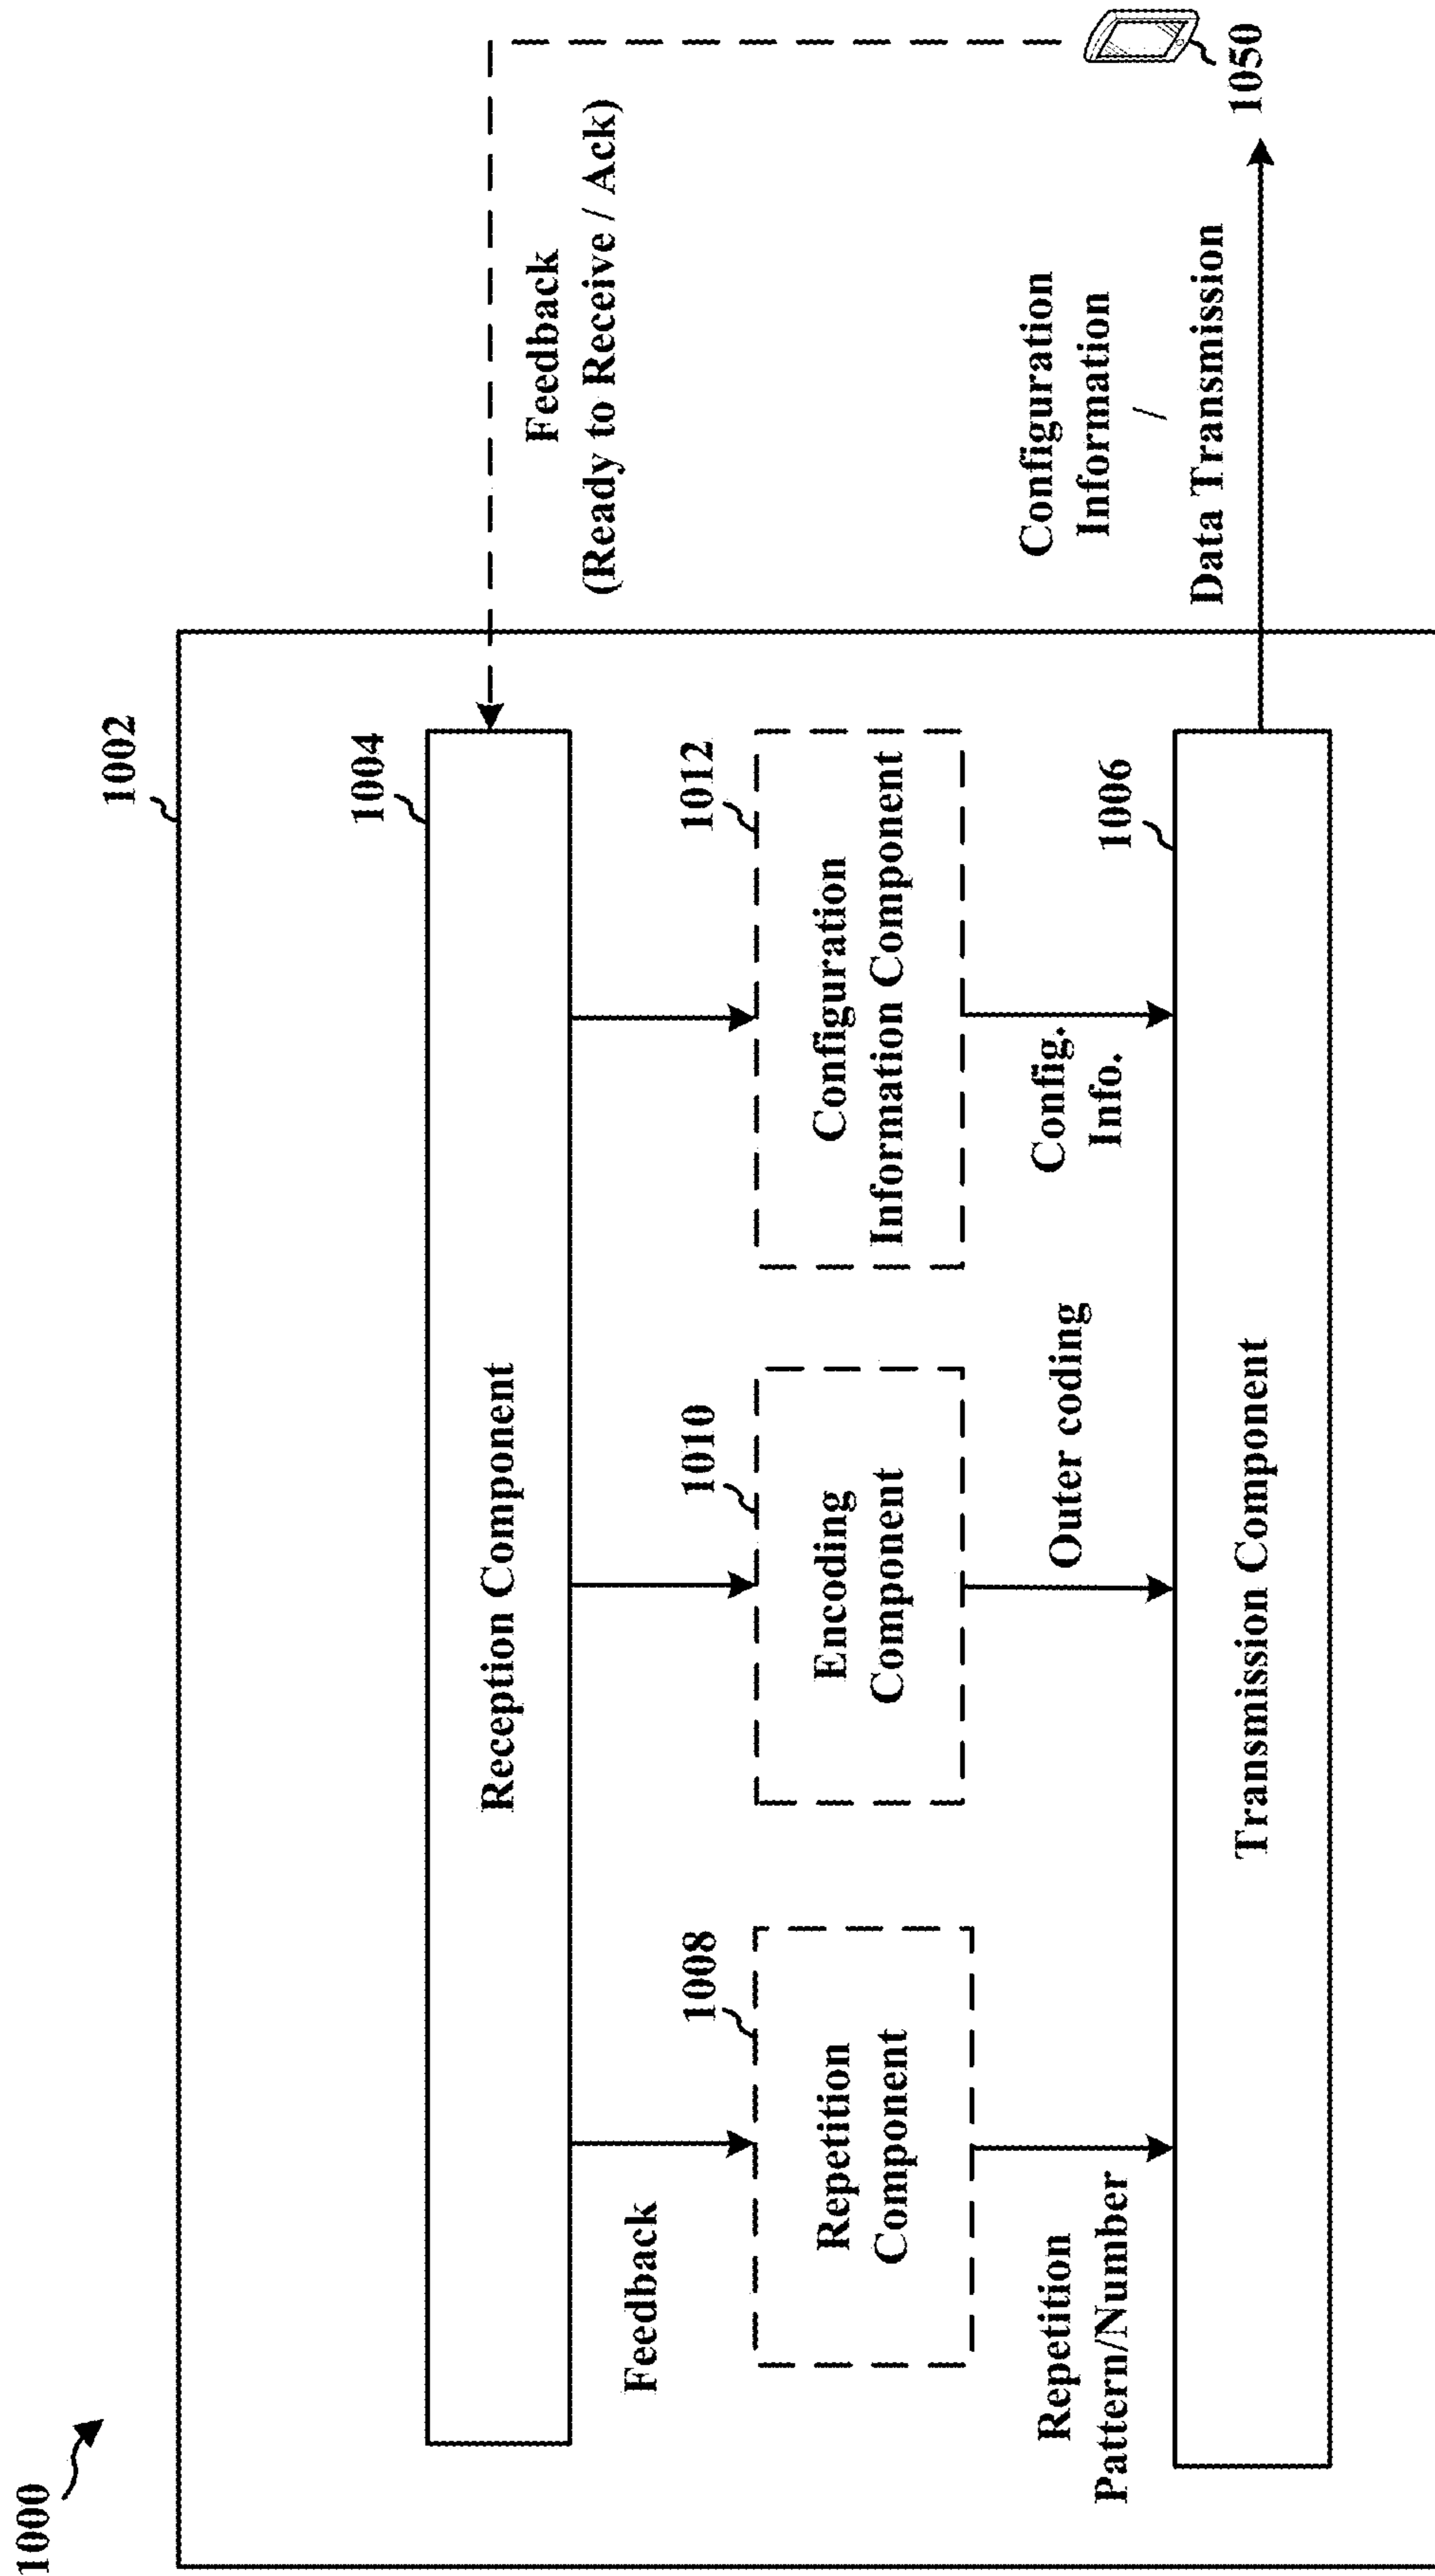 1000
1002
1004
Reception Component
Feedback
(Ready to Receive / Ack)
Feedback
1008
Repetition
Component
1010
Encoding
Component
1012
Configuration
Information Component
Repetition
Pattern/Number
Outer coding
Config.
Info.
1006
Transmission Component
Configuration
Information
/
Data Transmission
1050